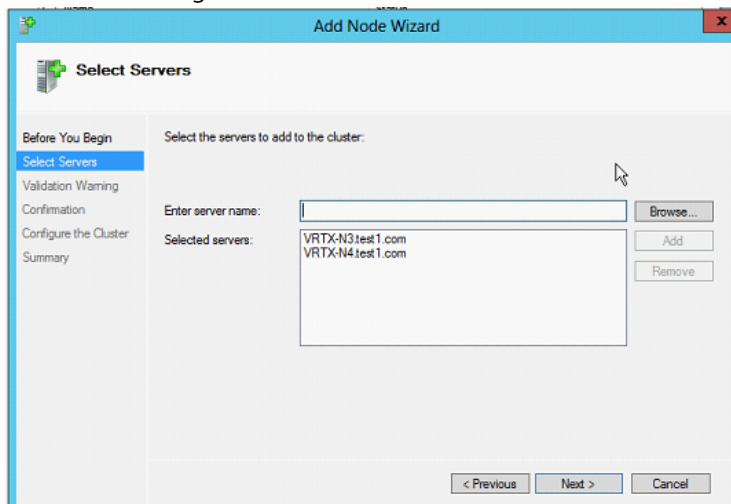 Add Node Wizard
x
Select Servers
Before You Begin
Select Servers
Validation Warning
Confirmation
Configure the Cluster
Summary
Select the servers to add to the cluster:
Enter server name:
Browse...
Selected servers:
VRTX-N3.test1.com
VRTX-N4.test1.com
Add
Remove
< Previous
Next >
Cancel